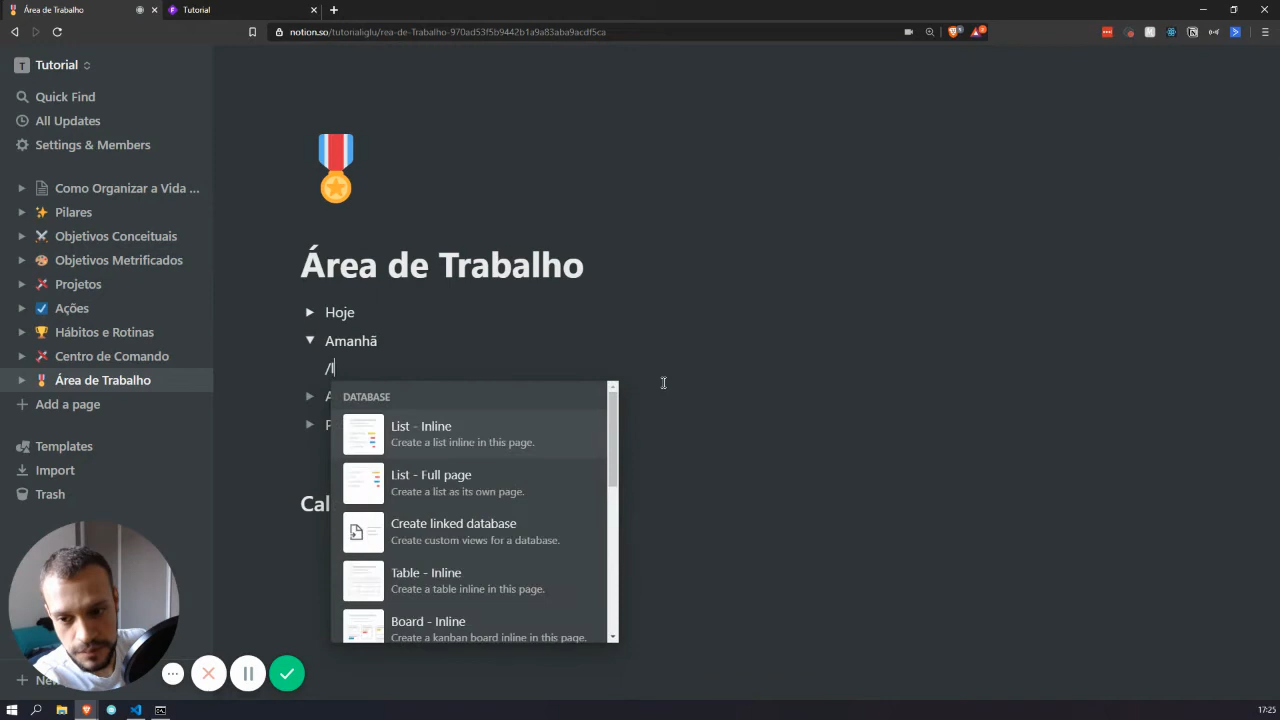 Área de Trabalho
Tutorial
notion.so/tutorialiglu/rea-de-Trabalho-970ad53f5b9442b1a9a83aba9acdf5ca
T Tutorial
Quick Find
All Updates
Settings & Members
Como Organizar a Vida ...
Pilares
Objetivos Conceituais
Objetivos Metrificados
Projetos
Ações
Hábitos e Rotinas
Centro de Comando
Área de Trabalho
Add a page
Templates
Import
Trash
Área de Trabalho
Hoje
Amanhã
/l
DATABASE
List - Inline
Create a list inline in this page.
List - Full page
Create a list as its own page.
Create linked database
Create custom views for a database.
Table - Inline
Create a table inline in this page.
Board - Inline
Create a kanban board inline in this page.
Cal
17:25